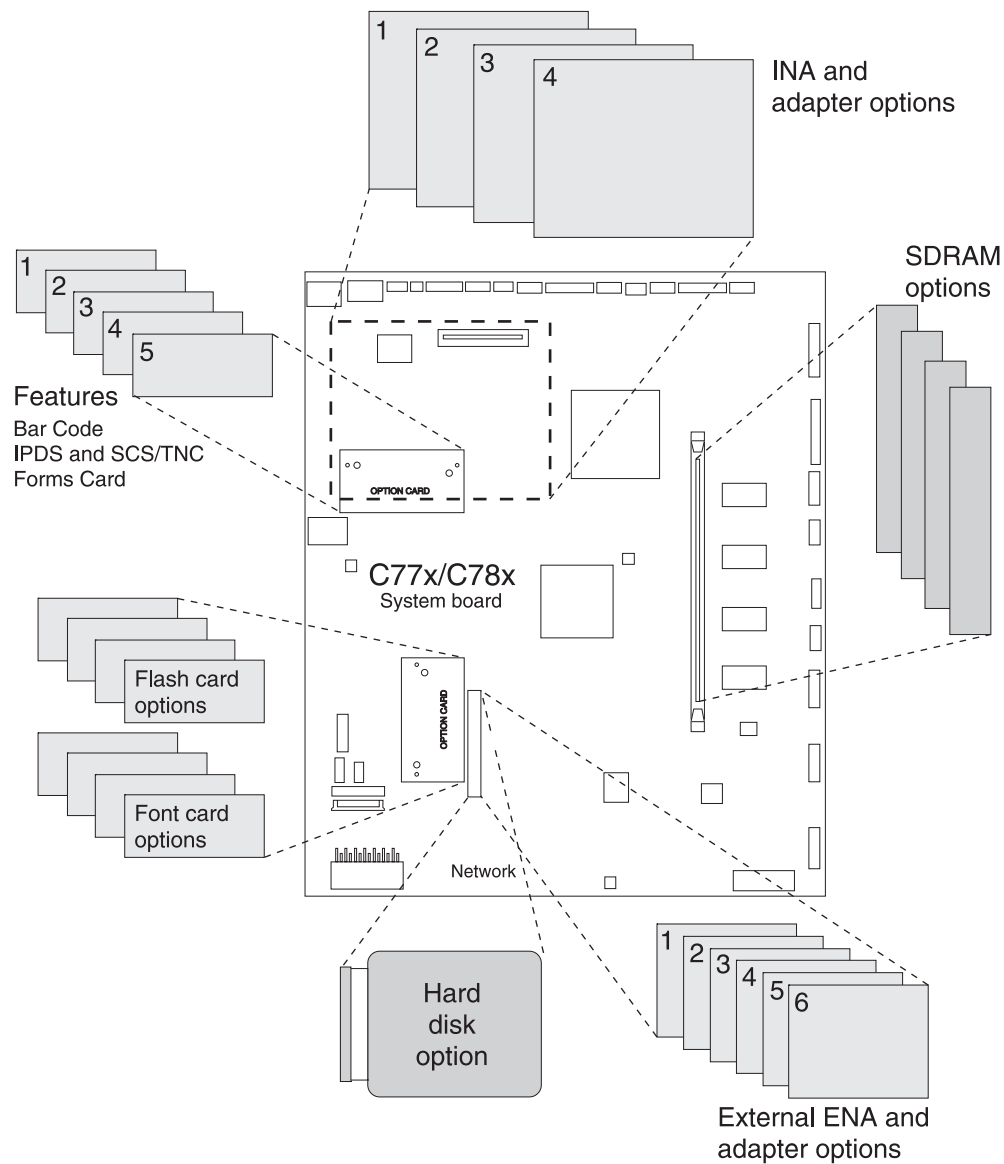 1
2
3
4
INA and
adapter options
SDRAM
options
1
2
3
4
5
Features
Bar Code
IPDS and SCS/TNC
Forms Card
OPTION CARD
C77x/C78x
System board
Flash card
options
OPTION CARD
Font card
options
Network
Hard
disk
option
1
2
3
4
5
6
External ENA and
adapter options